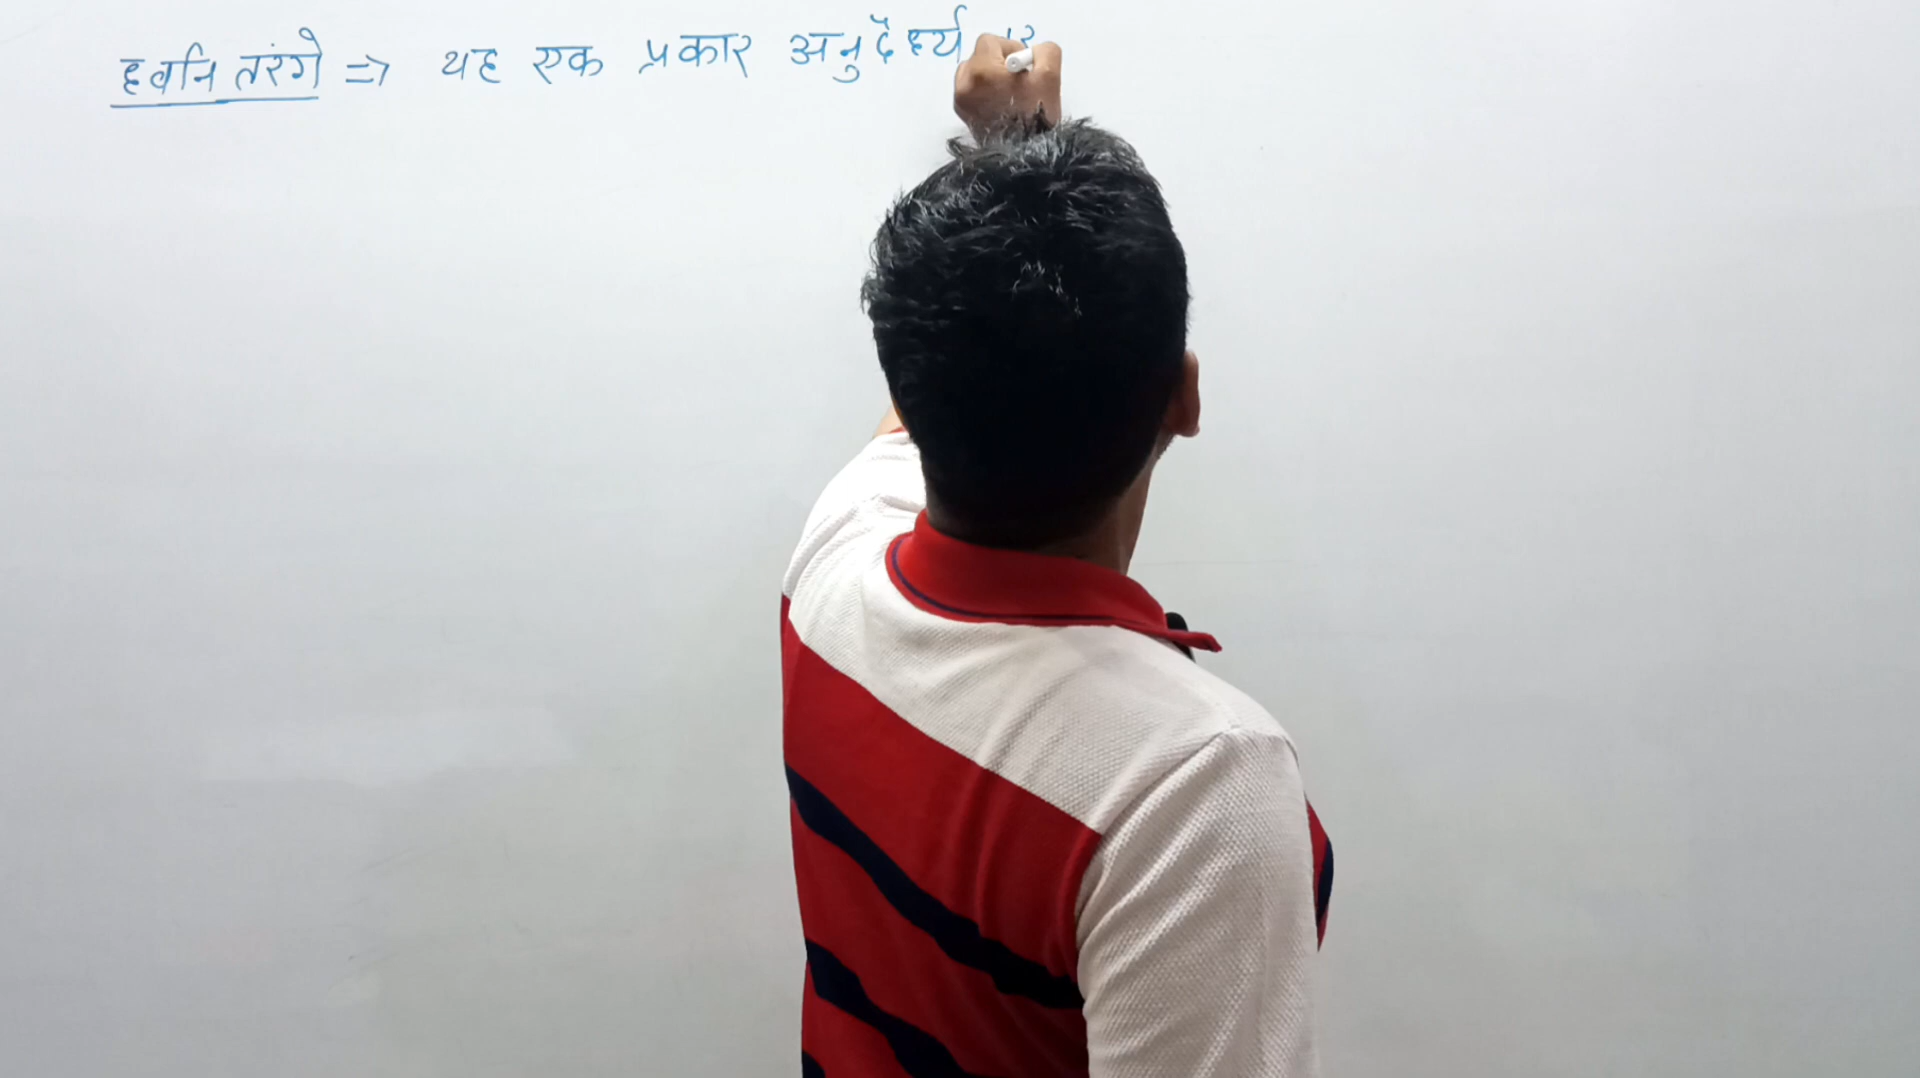 ध्वनि तरंगे => यह एक प्रकार अनुदैर्ध्य